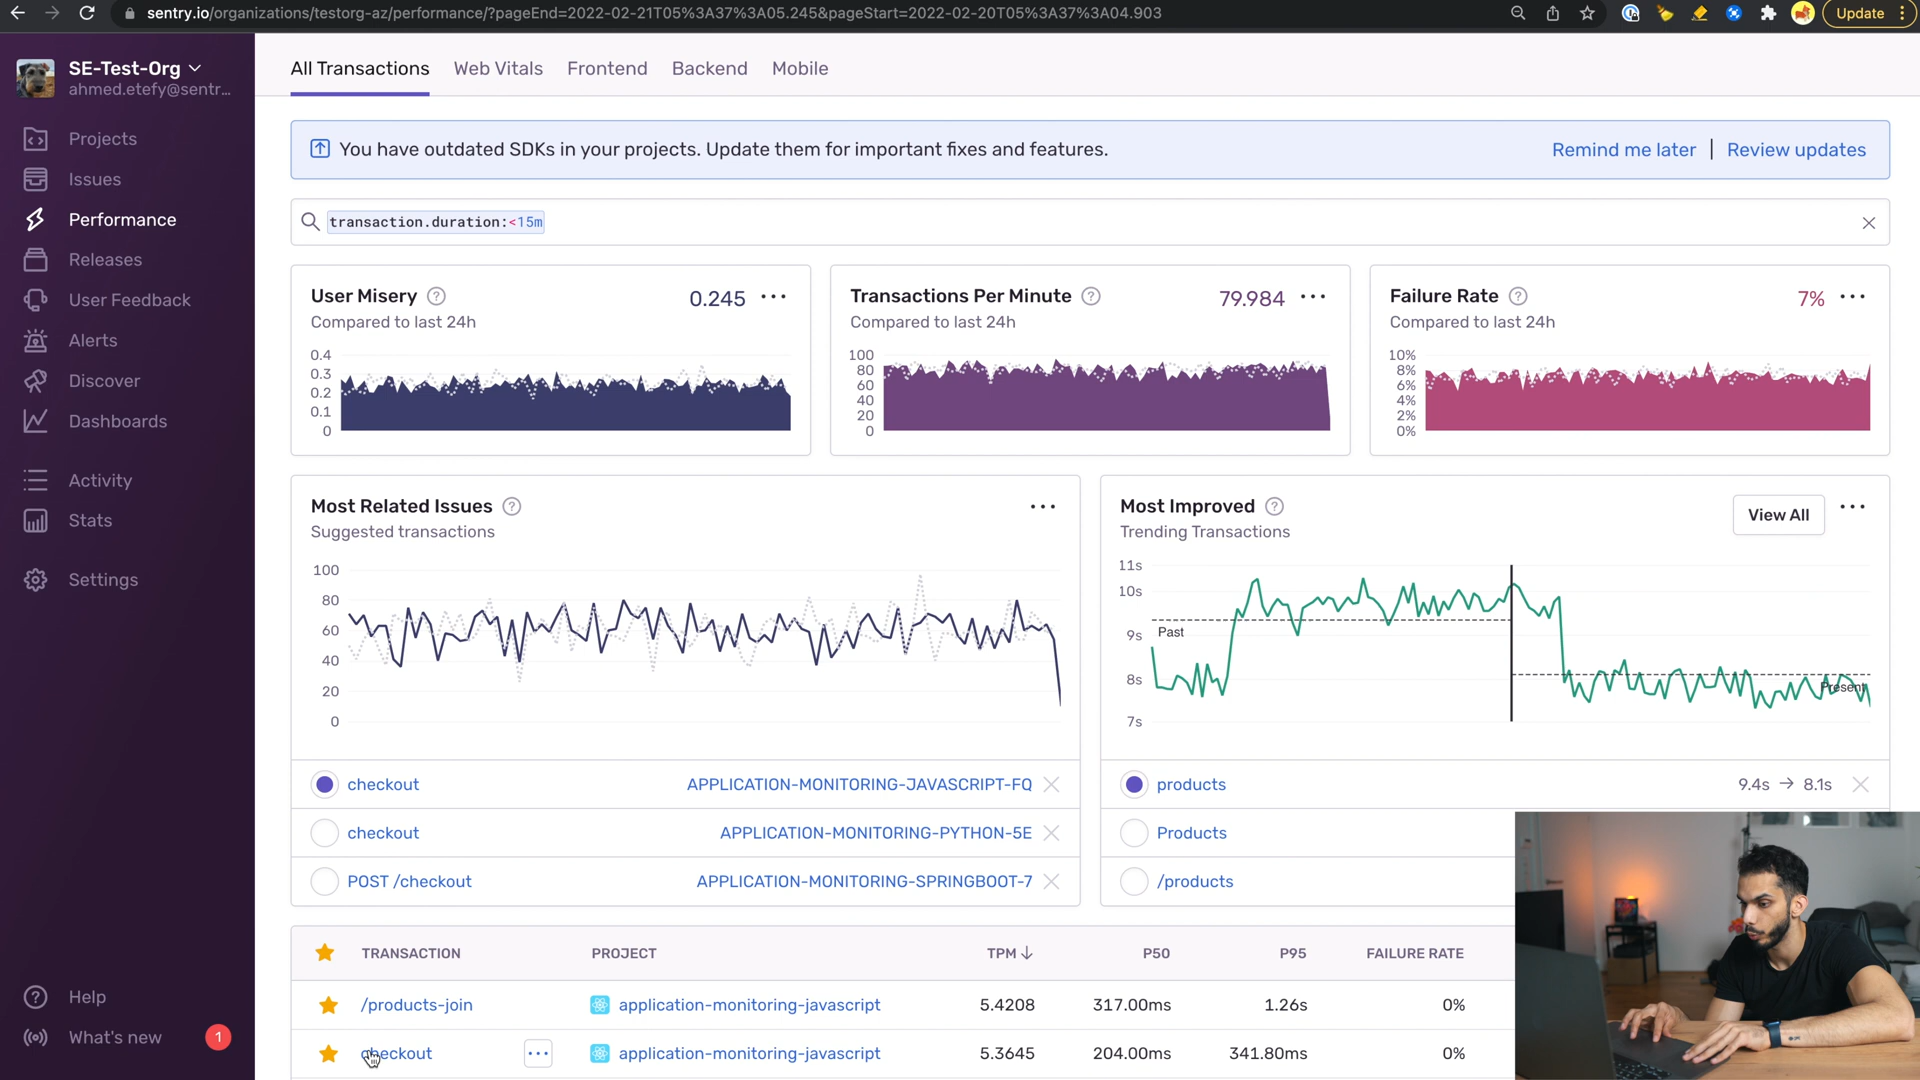 sentry.io/organizations/testorg-az/performance/?pageEnd=2022-02-21T05%3A37%3A05.245&pageStart=2022-02-20T05%3A37%3A04.903
Update
SE-Test-Org
ahmed.etefy@sentr...
Projects
Issues
Performance
Releases
User Feedback
Alerts
Discover
Dashboards
Activity
Stats
Settings
Help
What's new
1
All Transactions
Web Vitals
Frontend
Backend
Mobile
You have outdated SDKs in your projects. Update them for important fixes and features.
Remind me later | Review updates
transaction.duration:<15m
User Misery ?
0.245
Compared to last 24h
0.4
0.3
0.2
0.1
0
Transactions Per Minute ?
79.984
Compared to last 24h
100
80
60
40
20
0
Failure Rate ?
7%
Compared to last 24h
10%
8%
6%
4%
2%
0%
Most Related Issues ?
Suggested transactions
100
80
60
40
20
0
checkout APPLICATION-MONITORING-JAVASCRIPT-FQ
checkout APPLICATION-MONITORING-PYTHON-5E
POST /checkout APPLICATION-MONITORING-SPRINGBOOT-7
Most Improved ?
View All
Trending Transactions
11s
10s
9s
8s
7s
Past
Present
products 9.4s → 8.1s
Products
/products
TRANSACTION PROJECT TPM ↓ P50 P95 FAILURE RATE
/products-join application-monitoring-javascript 5.4208 317.00ms 1.26s 0%
checkout ... application-monitoring-javascript 5.3645 204.00ms 341.80ms 0%